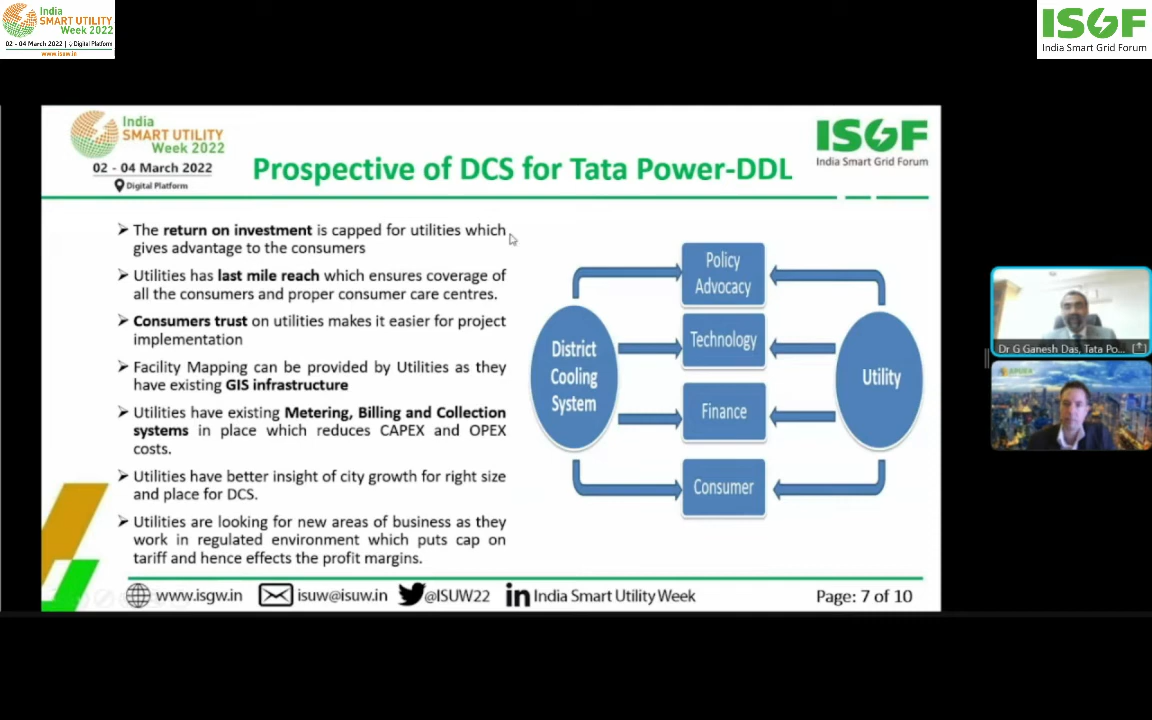 India
SMART UTILITY
Week 2022
02 - 04 March 2022 | Digital Platform
www.isuw.in
ISGF
India Smart Grid Forum
India
SMART UTILITY
Week 2022
02 - 04 March 2022
Digital Platform
Prospective of DCS for Tata Power-DDL
ISGF
India Smart Grid Forum
➢ The return on investment is capped for utilities which
gives advantage to the consumers
➢ Utilities has last mile reach which ensures coverage of
all the consumers and proper consumer care centres.
➢ Consumers trust on utilities makes it easier for project
implementation
➢ Facility Mapping can be provided by Utilities as they
have existing GIS infrastructure
➢ Utilities have existing Metering, Billing and Collection
systems in place which reduces CAPEX and OPEX
costs.
➢ Utilities have better insight of city growth for right size
and place for DCS.
➢ Utilities are looking for new areas of business as they
work in regulated environment which puts cap on
tariff and hence effects the profit margins.
District
Cooling
System
Policy
Advocacy
Technology
Finance
Consumer
Utility
www.isgw.in
isuw@isuw.in
@ISUW22
in India Smart Utility Week
Page: 7 of 10
Dr G Ganesh Das, Tata Po...